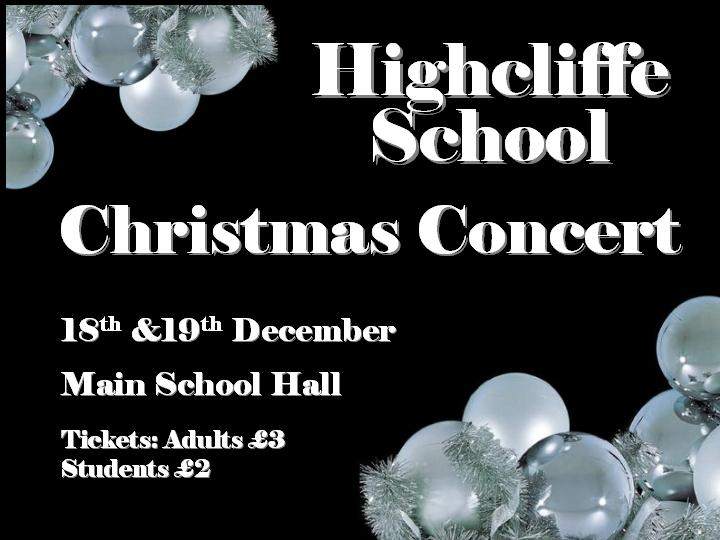 Highcliffe
School
Christmas Concert
18th &19th December
Main School Hall
Tickets: Adults £3
Students £2